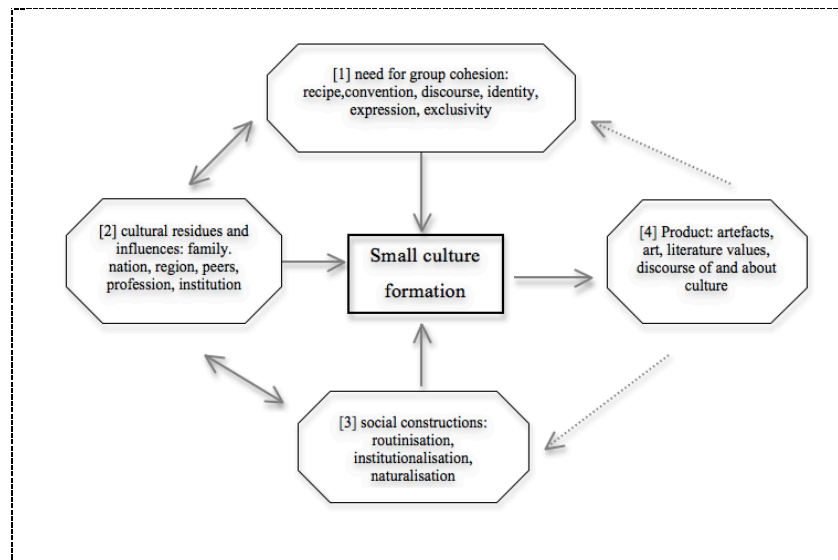 [1] need for group cohesion:
recipe,convention, discourse, identity,
expression, exclusivity
[2] cultural residues and
influences: family.
nation, region, peers,
profession, institution
Small culture
formation
[4] Product: artefacts,
art, literature values,
discourse of and about
culture
[3] social constructions:
routinisation,
institutionalisation,
naturalisation